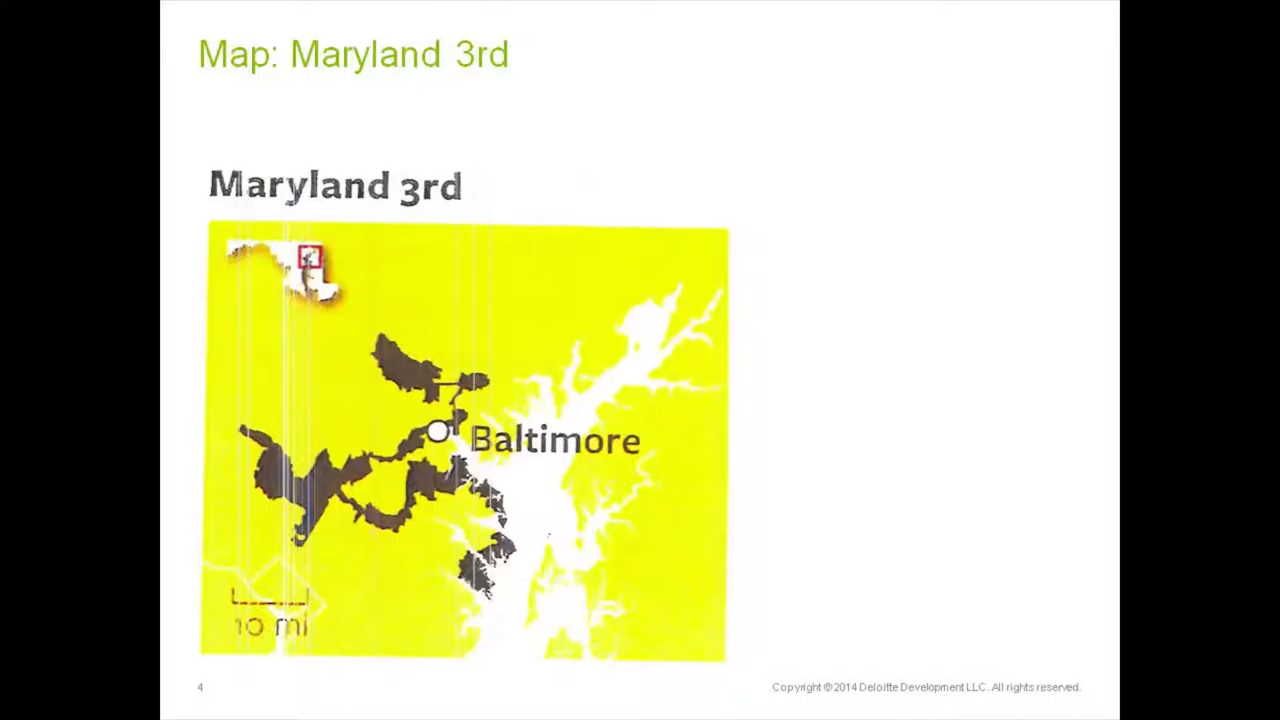 Map: Maryland 3rd
Maryland 3rd
Baltimore
10 mi
4
Copyright © 2014 Deloitte Development LLC. All rights reserved.